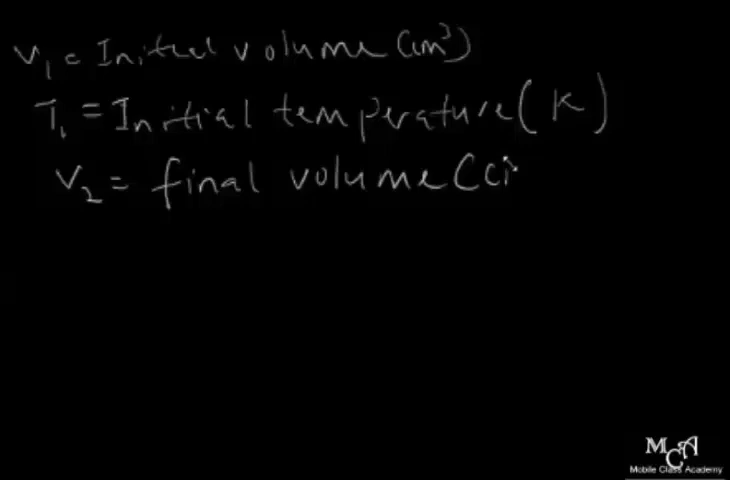 V₁ = Initial volume (cm³)
T₁ = Initial temperature (K)
V₂ = final volume (c
MCA
Mobile Class Academy